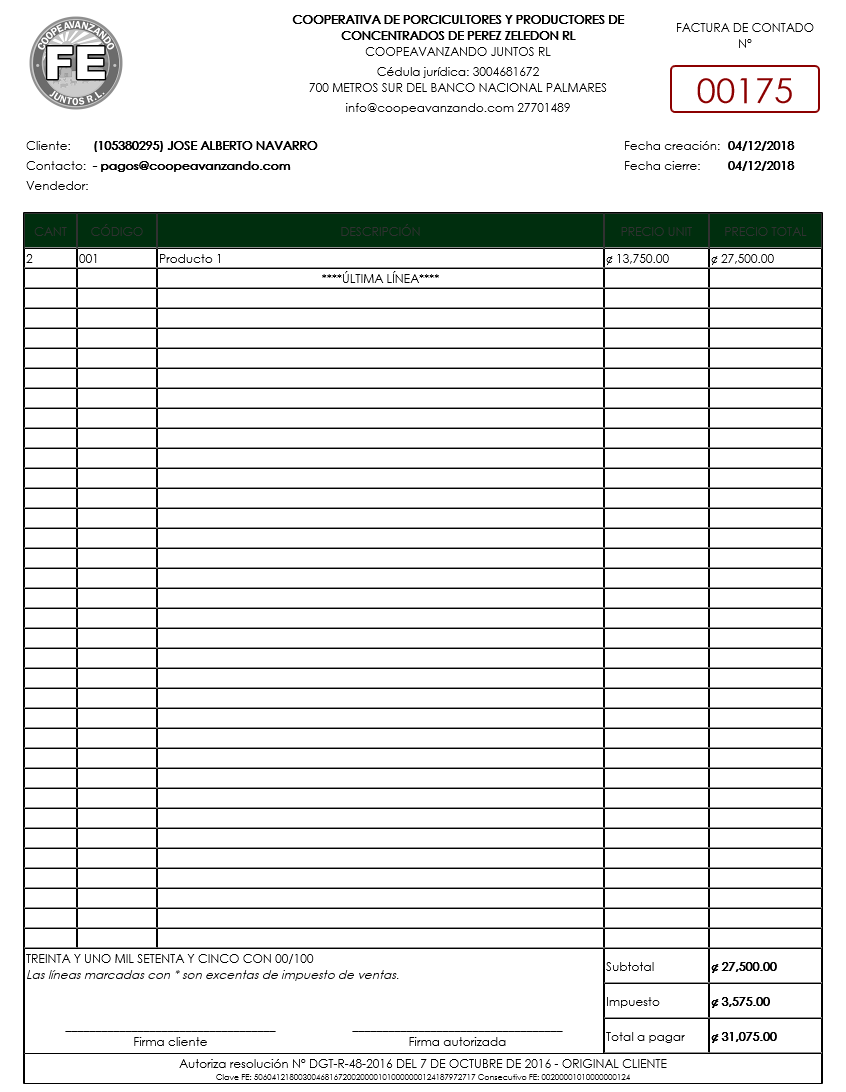 COOPEAVANZANDO
FE
JUNTOS R.L.
COOPERATIVA DE PORCICULTORES Y PRODUCTORES DE
CONCENTRADOS DE PEREZ ZELEDON RL
COOPEAVANZANDO JUNTOS RL
Cédula jurídica: 3004681672
700 METROS SUR DEL BANCO NACIONAL PALMARES
info@coopeavanzando.com 27701489
FACTURA DE CONTADO
N°
00175
Cliente: (105380295) JOSE ALBERTO NAVARRO
Contacto: - pagos@coopeavanzando.com
Vendedor:
Fecha creación: 04/12/2018
Fecha cierre: 04/12/2018
CANT CÓDIGO DESCRIPCIÓN PRECIO UNIT PRECIO TOTAL
2 001 Producto 1 ¢ 13,750.00 ¢ 27,500.00
****ÚLTIMA LÍNEA****
TREINTA Y UNO MIL SETENTA Y CINCO CON 00/100
Las líneas marcadas con * son excentas de impuesto de ventas.
Subtotal ¢ 27,500.00
Impuesto ¢ 3,575.00
Total a pagar ¢ 31,075.00
Firma cliente Firma autorizada
Autoriza resolución N° DGT-R-48-2016 DEL 7 DE OCTUBRE DE 2016 - ORIGINAL CLIENTE
Clave FE: 50604121800300468167200200001010000000124187972717 Consecutivo FE: 00200001010000000124